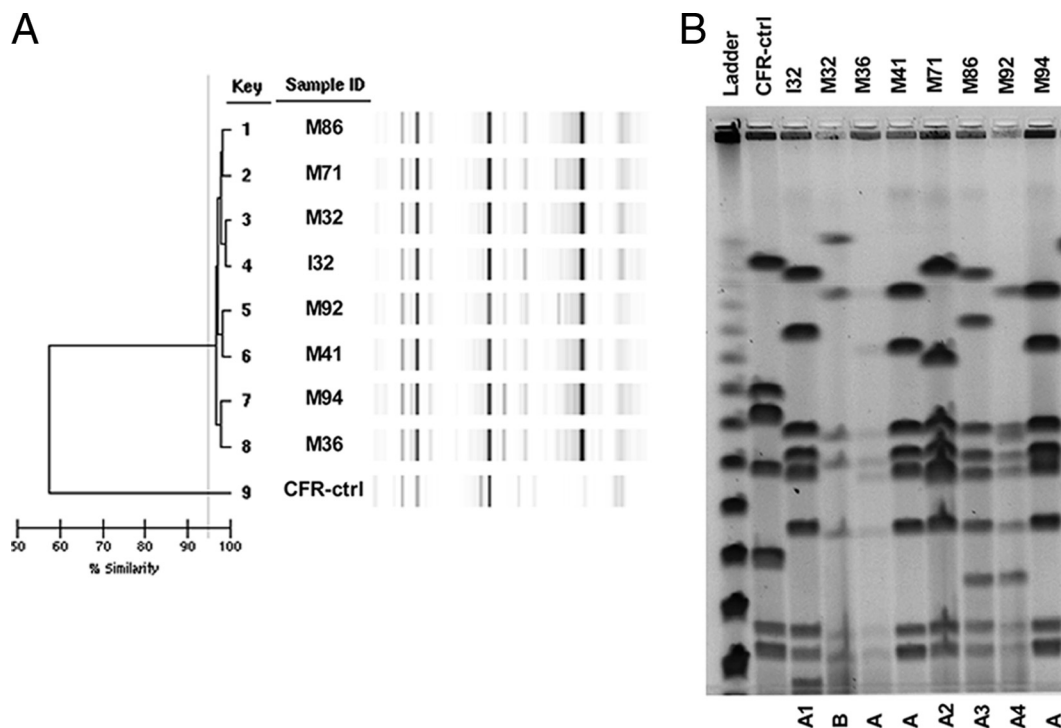 A
Key Sample ID
1 M86
2 M71
3 M32
4 I32
5 M92
6 M41
7 M94
8 M36
9 CFR-ctrl
50 60 70 80 90 100
% Similarity
B
Ladder
CFR-ctrl
I32
M32
M36
M41
M71
M86
M92
M94
A1
B
A
A
A2
A3
A4
A